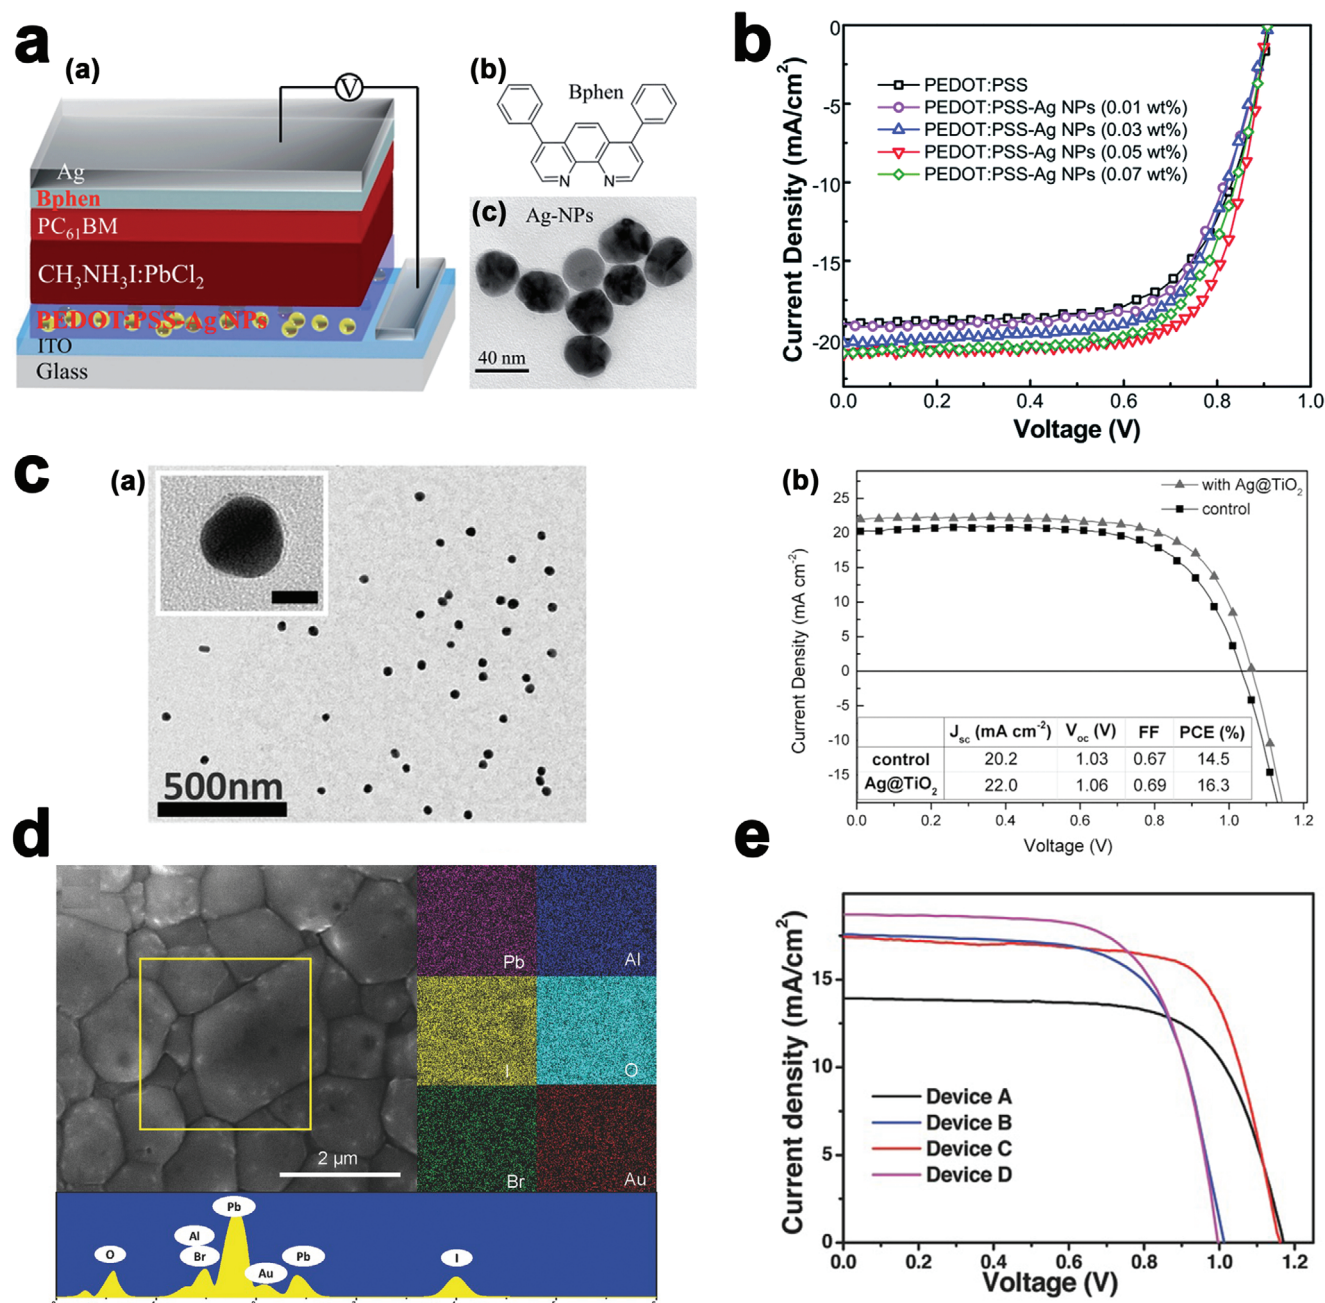 a
(a)
V
Ag
Bphen
PC61BM
CH3NH3I:PbCl2
PEDOT:PSS-Ag NPs
ITO
Glass
(b)
Bphen
N
N
(c)
Ag-NPs
40 nm
b
PEDOT:PSS
PEDOT:PSS-Ag NPs (0.01 wt%)
PEDOT:PSS-Ag NPs (0.03 wt%)
PEDOT:PSS-Ag NPs (0.05 wt%)
PEDOT:PSS-Ag NPs (0.07 wt%)
Current Density (mA/cm2)
0
-5
-10
-15
-20
0.0 0.2 0.4 0.6 0.8 1.0
Voltage (V)
c
(a)
500nm
(b)
with Ag@TiO2
control
Current Density (mA cm-2)
25
20
15
10
5
0
-5
-10
-15
Jsc (mA cm-2) Voc (V) FF PCE (%)
control 20.2 1.03 0.67 14.5
Ag@TiO2 22.0 1.06 0.69 16.3
0.0 0.2 0.4 0.6 0.8 1.0 1.2
Voltage (V)
d
2 µm
Pb
Al
I
O
Br
Au
O
Al
Br
Pb
Au
Pb
I
e
Current density (mA/cm2)
15
10
5
0
Device A
Device B
Device C
Device D
0.0 0.2 0.4 0.6 0.8 1.0 1.2
Voltage (V)